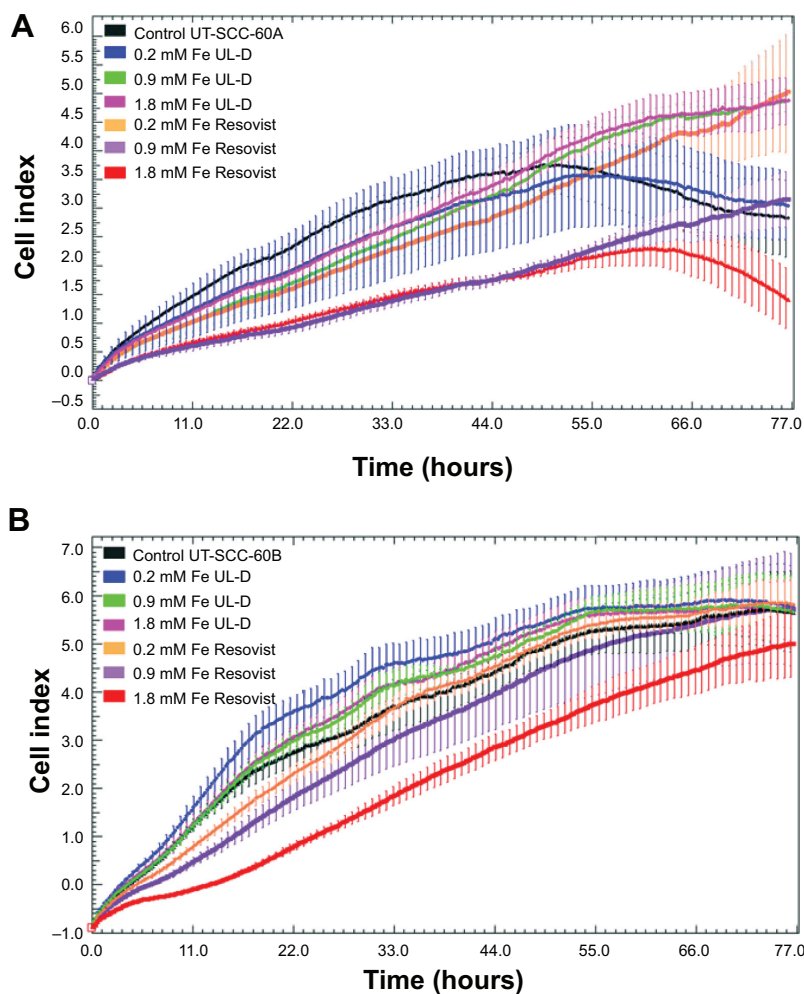 A
6.0
5.5
5.0
4.5
4.0
3.5
3.0
2.5
2.0
1.5
1.0
0.5
0.0
–0.5
Cell index
Control UT-SCC-60A
0.2 mM Fe UL-D
0.9 mM Fe UL-D
1.8 mM Fe UL-D
0.2 mM Fe Resovist
0.9 mM Fe Resovist
1.8 mM Fe Resovist
0.0 11.0 22.0 33.0 44.0 55.0 66.0 77.0
Time (hours)
B
7.0
6.0
5.0
4.0
3.0
2.0
1.0
0.0
–1.0
Cell index
Control UT-SCC-60B
0.2 mM Fe UL-D
0.9 mM Fe UL-D
1.8 mM Fe UL-D
0.2 mM Fe Resovist
0.9 mM Fe Resovist
1.8 mM Fe Resovist
0.0 11.0 22.0 33.0 44.0 55.0 66.0 77.0
Time (hours)